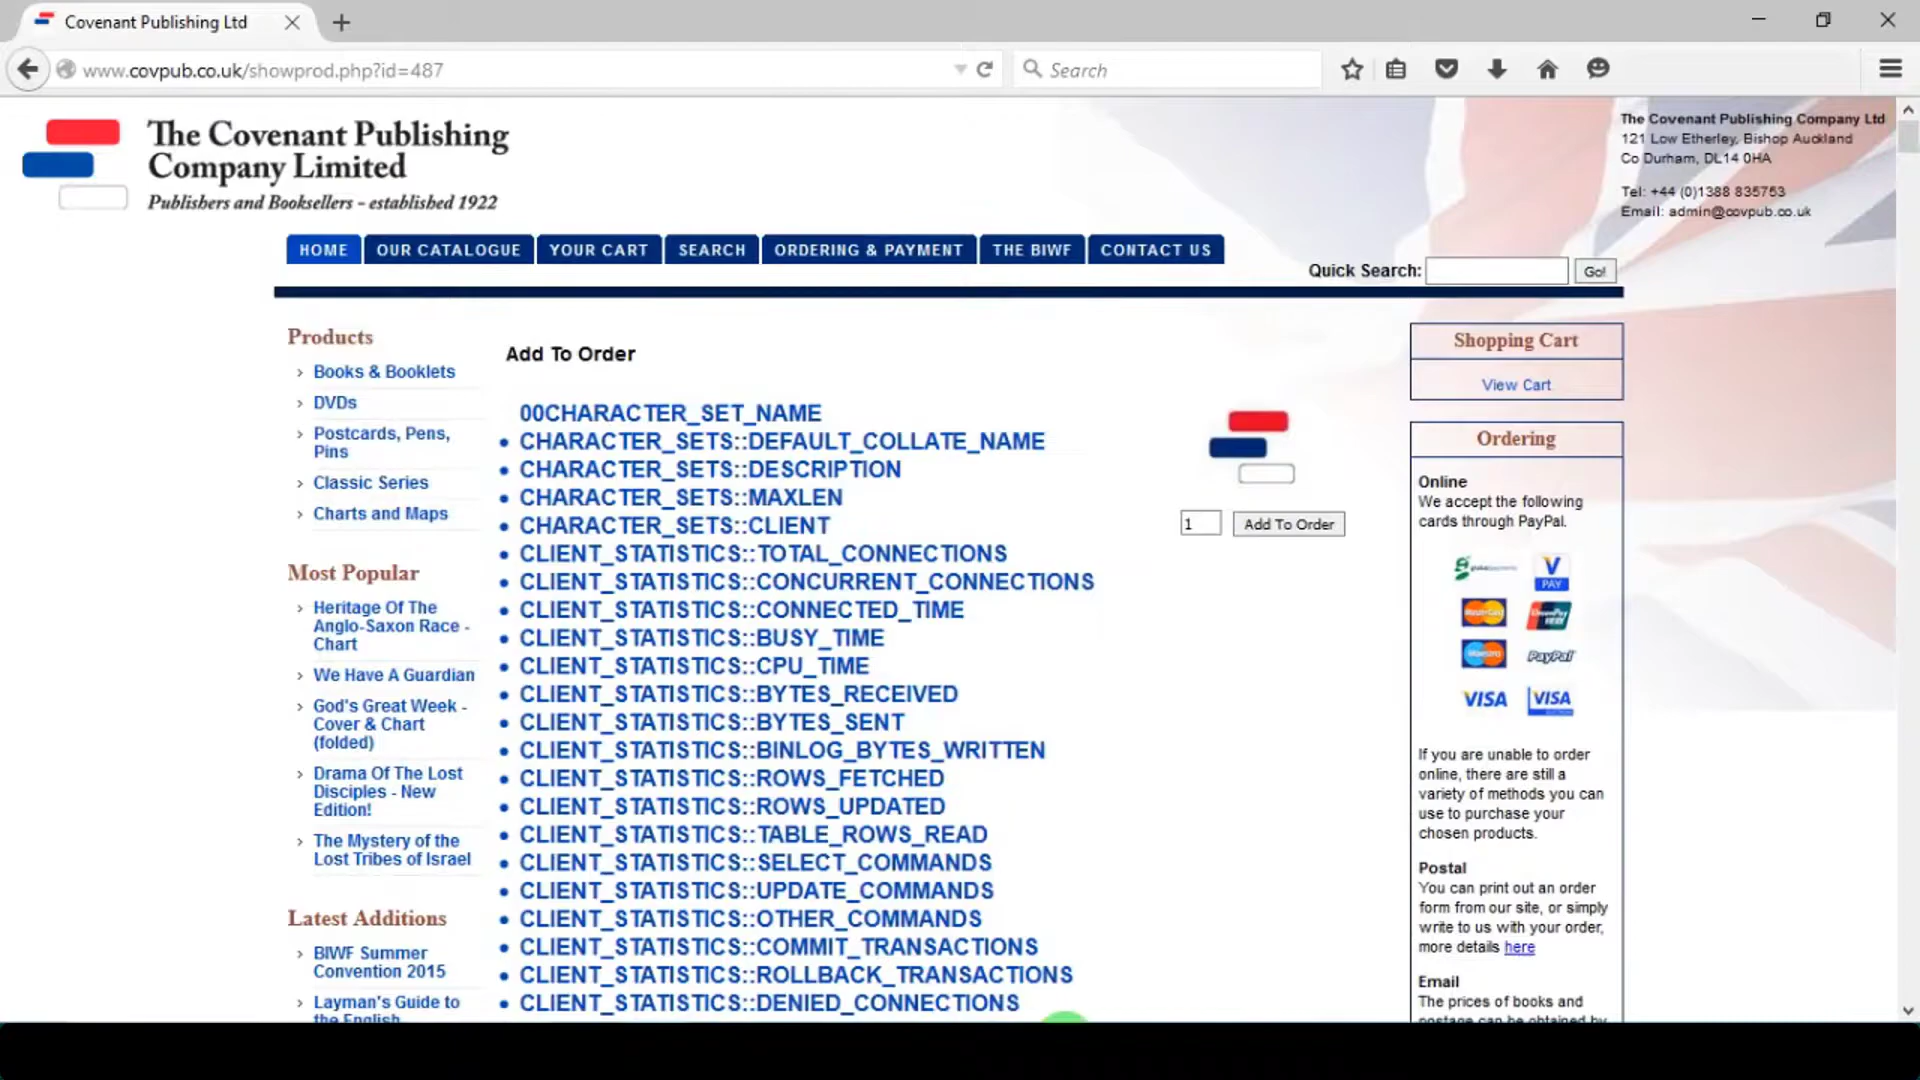 Covenant Publishing Ltd
www.covpub.co.uk/showprod.php?id=487
Search
The Covenant Publishing
Company Limited
Publishers and Booksellers - established 1922
The Covenant Publishing Company Ltd
121 Low Etherley, Bishop Auckland
Co Durham, DL14 0HA
Tel: +44 (0)1388 835753
Email: admin@covpub.co.uk
HOME
OUR CATALOGUE
YOUR CART
SEARCH
ORDERING & PAYMENT
THE BIWF
CONTACT US
Quick Search:
Go!
Products
Books & Booklets
DVDs
Postcards, Pens,
Pins
Classic Series
Charts and Maps
Most Popular
Heritage Of The
Anglo-Saxon Race -
Chart
We Have A Guardian
God's Great Week -
Cover & Chart
(folded)
Drama Of The Lost
Disciples - New
Edition!
The Mystery of the
Lost Tribes of Israel
Latest Additions
BIWF Summer
Convention 2015
Layman's Guide to
the English
Add To Order
00CHARACTER_SET_NAME
CHARACTER_SETS::DEFAULT_COLLATE_NAME
CHARACTER_SETS::DESCRIPTION
CHARACTER_SETS::MAXLEN
CHARACTER_SETS::CLIENT
CLIENT_STATISTICS::TOTAL_CONNECTIONS
CLIENT_STATISTICS::CONCURRENT_CONNECTIONS
CLIENT_STATISTICS::CONNECTED_TIME
CLIENT_STATISTICS::BUSY_TIME
CLIENT_STATISTICS::CPU_TIME
CLIENT_STATISTICS::BYTES_RECEIVED
CLIENT_STATISTICS::BYTES_SENT
CLIENT_STATISTICS::BINLOG_BYTES_WRITTEN
CLIENT_STATISTICS::ROWS_FETCHED
CLIENT_STATISTICS::ROWS_UPDATED
CLIENT_STATISTICS::TABLE_ROWS_READ
CLIENT_STATISTICS::SELECT_COMMANDS
CLIENT_STATISTICS::UPDATE_COMMANDS
CLIENT_STATISTICS::OTHER_COMMANDS
CLIENT_STATISTICS::COMMIT_TRANSACTIONS
CLIENT_STATISTICS::ROLLBACK_TRANSACTIONS
CLIENT_STATISTICS::DENIED_CONNECTIONS
1
Add To Order
Shopping Cart
View Cart
Ordering
Online
We accept the following
cards through PayPal.
V
PAY
MasterCard
Maestro
PayPal
VISA
VISA
If you are unable to order
online, there are still a
variety of methods you can
use to purchase your
chosen products.
Postal
You can print out an order
form from our site, or simply
write to us with your order,
more details here
Email
The prices of books and
postage can be obtained by